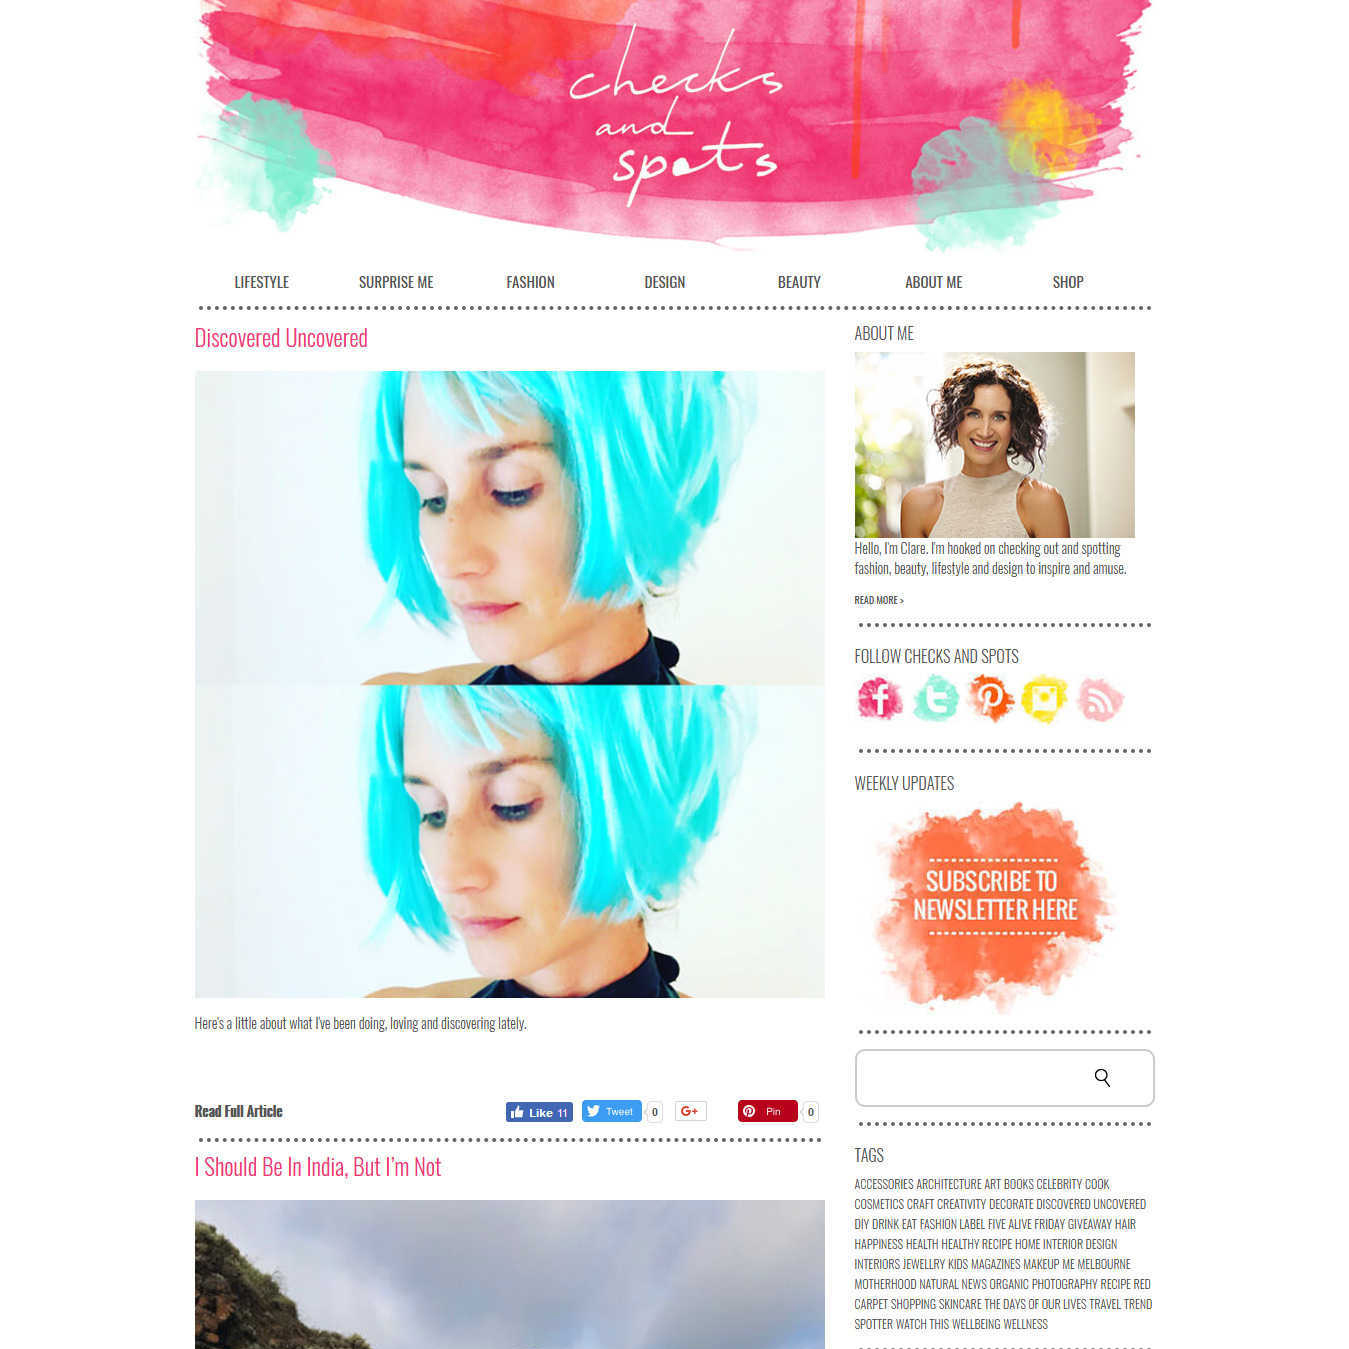 checks
and
spots
LIFESTYLE SURPRISE ME FASHION DESIGN BEAUTY ABOUT ME SHOP
Discovered Uncovered
Here's a little about what I've been doing, loving and discovering lately.
Read Full Article
Like 11
Tweet 0
G+
Pin 0
I Should Be In India, But I'm Not
ABOUT ME
Hello, I'm Clare. I'm hooked on checking out and spotting
fashion, beauty, lifestyle and design to inspire and amuse.
READ MORE >
FOLLOW CHECKS AND SPOTS
WEEKLY UPDATES
SUBSCRIBE TO
NEWSLETTER HERE
TAGS
ACCESSORIES ARCHITECTURE ART BOOKS CELEBRITY COOK
COSMETICS CRAFT CREATIVITY DECORATE DISCOVERED UNCOVERED
DIY DRINK EAT FASHION LABEL FIVE ALIVE FRIDAY GIVEAWAY HAIR
HAPPINESS HEALTH HEALTHY RECIPE HOME INTERIOR DESIGN
INTERIORS JEWELLRY KIDS MAGAZINES MAKEUP ME MELBOURNE
MOTHERHOOD NATURAL NEWS ORGANIC PHOTOGRAPHY RECIPE RED
CARPET SHOPPING SKINCARE THE DAYS OF OUR LIVES TRAVEL TREND
SPOTTER WATCH THIS WELLBEING WELLNESS